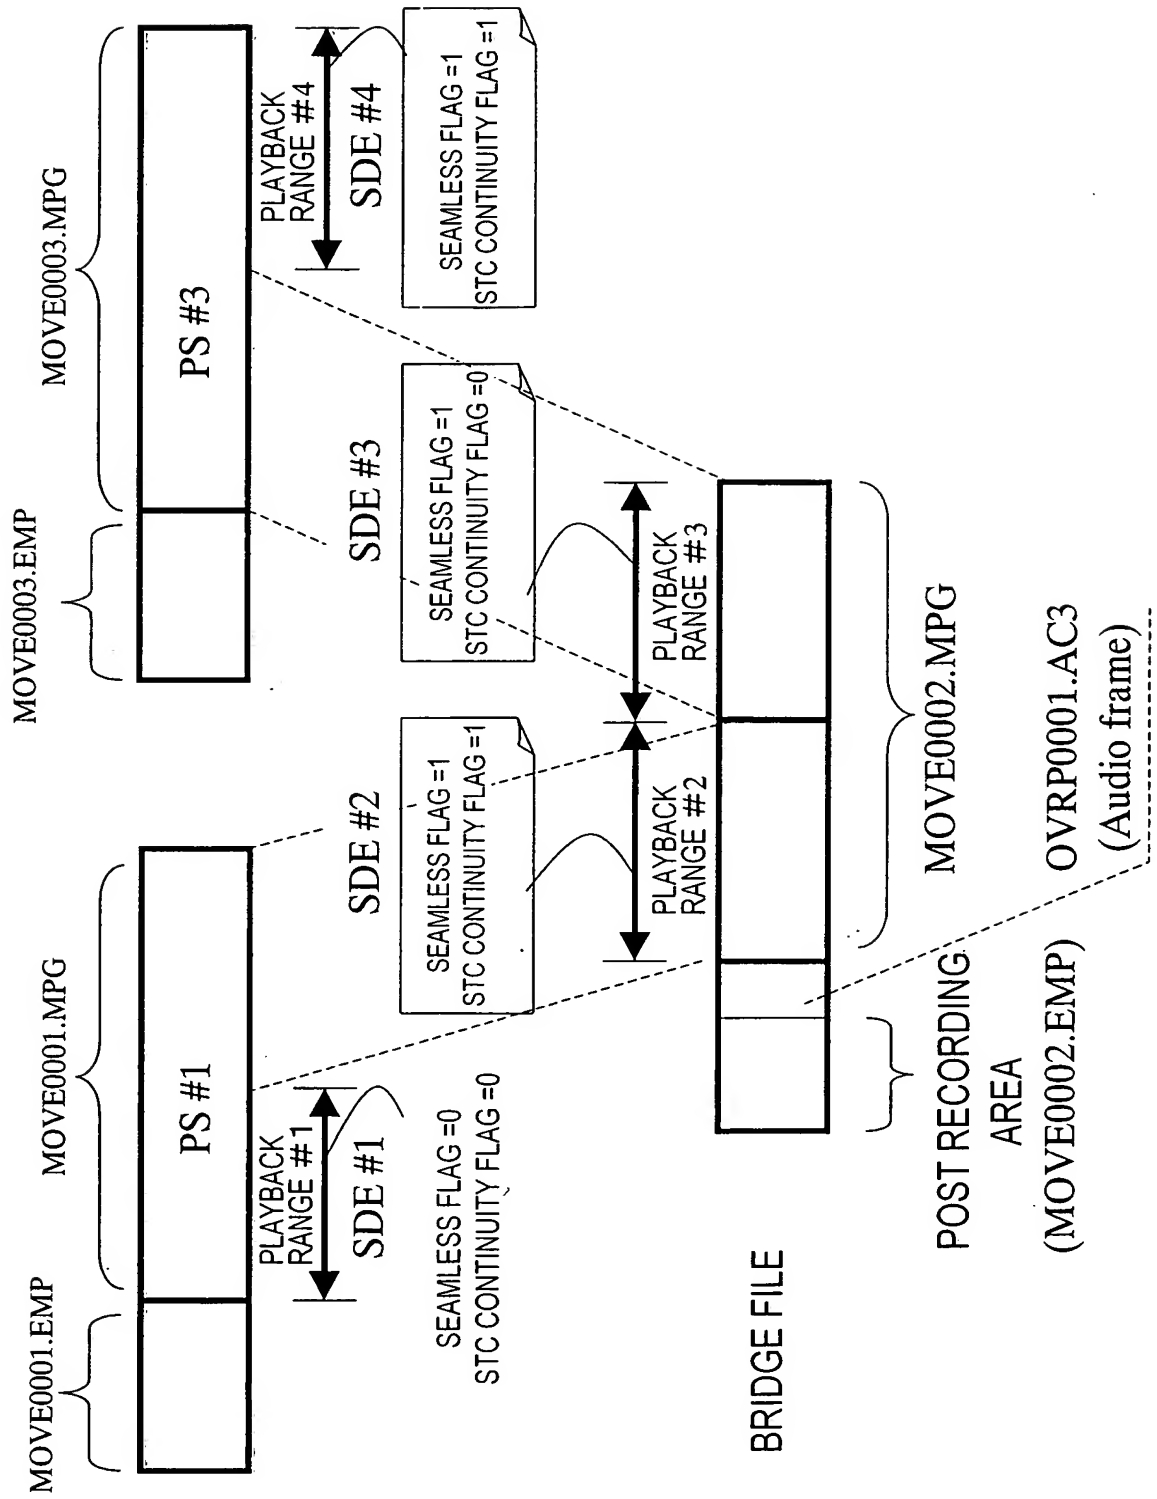 MOVE0001.EMP
MOVE0001.MPG
MOVE0003.EMP
MOVE0003.MPG
PS #1
PS #3
PLAYBACK
RANGE #1
SDE #1
SEAMLESS FLAG =0
STC CONTINUITY FLAG =0
SDE #2
SEAMLESS FLAG =1
STC CONTINUITY FLAG =1
SDE #3
SEAMLESS FLAG =1
STC CONTINUITY FLAG =0
PLAYBACK
RANGE #4
SDE #4
SEAMLESS FLAG =1
STC CONTINUITY FLAG =1
PLAYBACK
RANGE #2
PLAYBACK
RANGE #3
BRIDGE FILE
POST RECORDING
AREA
(MOVE0002.EMP)
MOVE0002.MPG
OVRP0001.AC3
(Audio frame)